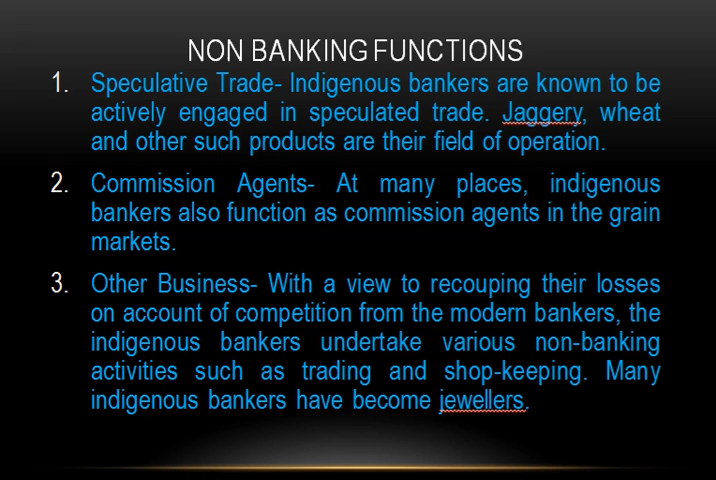 NON BANKING FUNCTIONS
1. Speculative Trade- Indigenous bankers are known to be
actively engaged in speculated trade. Jaggery, wheat
and other such products are their field of operation.
2. Commission Agents- At many places, indigenous
bankers also function as commission agents in the grain
markets.
3. Other Business- With a view to recouping their losses
on account of competition from the modern bankers, the
indigenous bankers undertake various non-banking
activities such as trading and shop-keeping. Many
indigenous bankers have become jewellers.